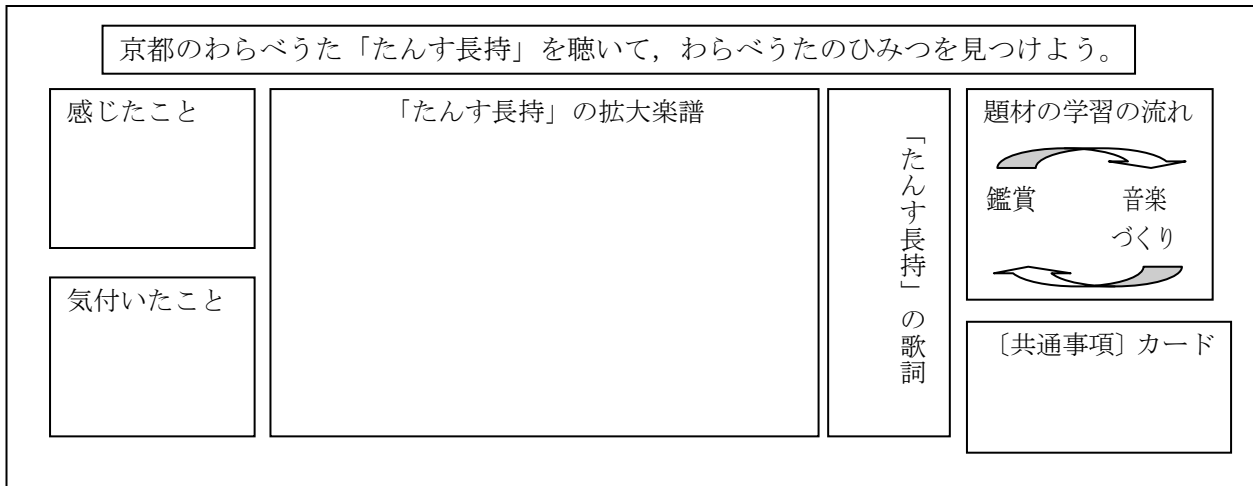 京都のわらべうた「たんす長持」を聴いて，わらべうたのひみつを見つけよう。
感じたこと
気付いたこと
「たんす長持」の拡大楽譜
「たんす長持」の歌詞
題材の学習の流れ
鑑賞
音楽
づくり
〔共通事項〕カード